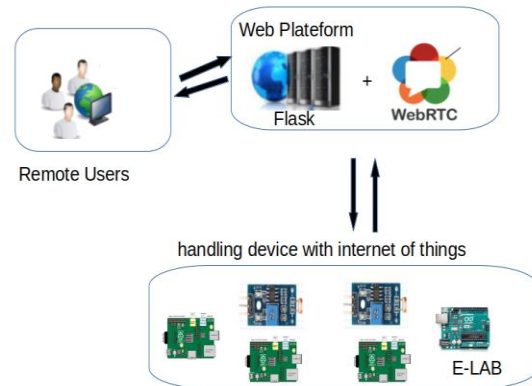 Web Plateform
+
Flask
WebRTC
Remote Users
handling device with internet of things
E-LAB